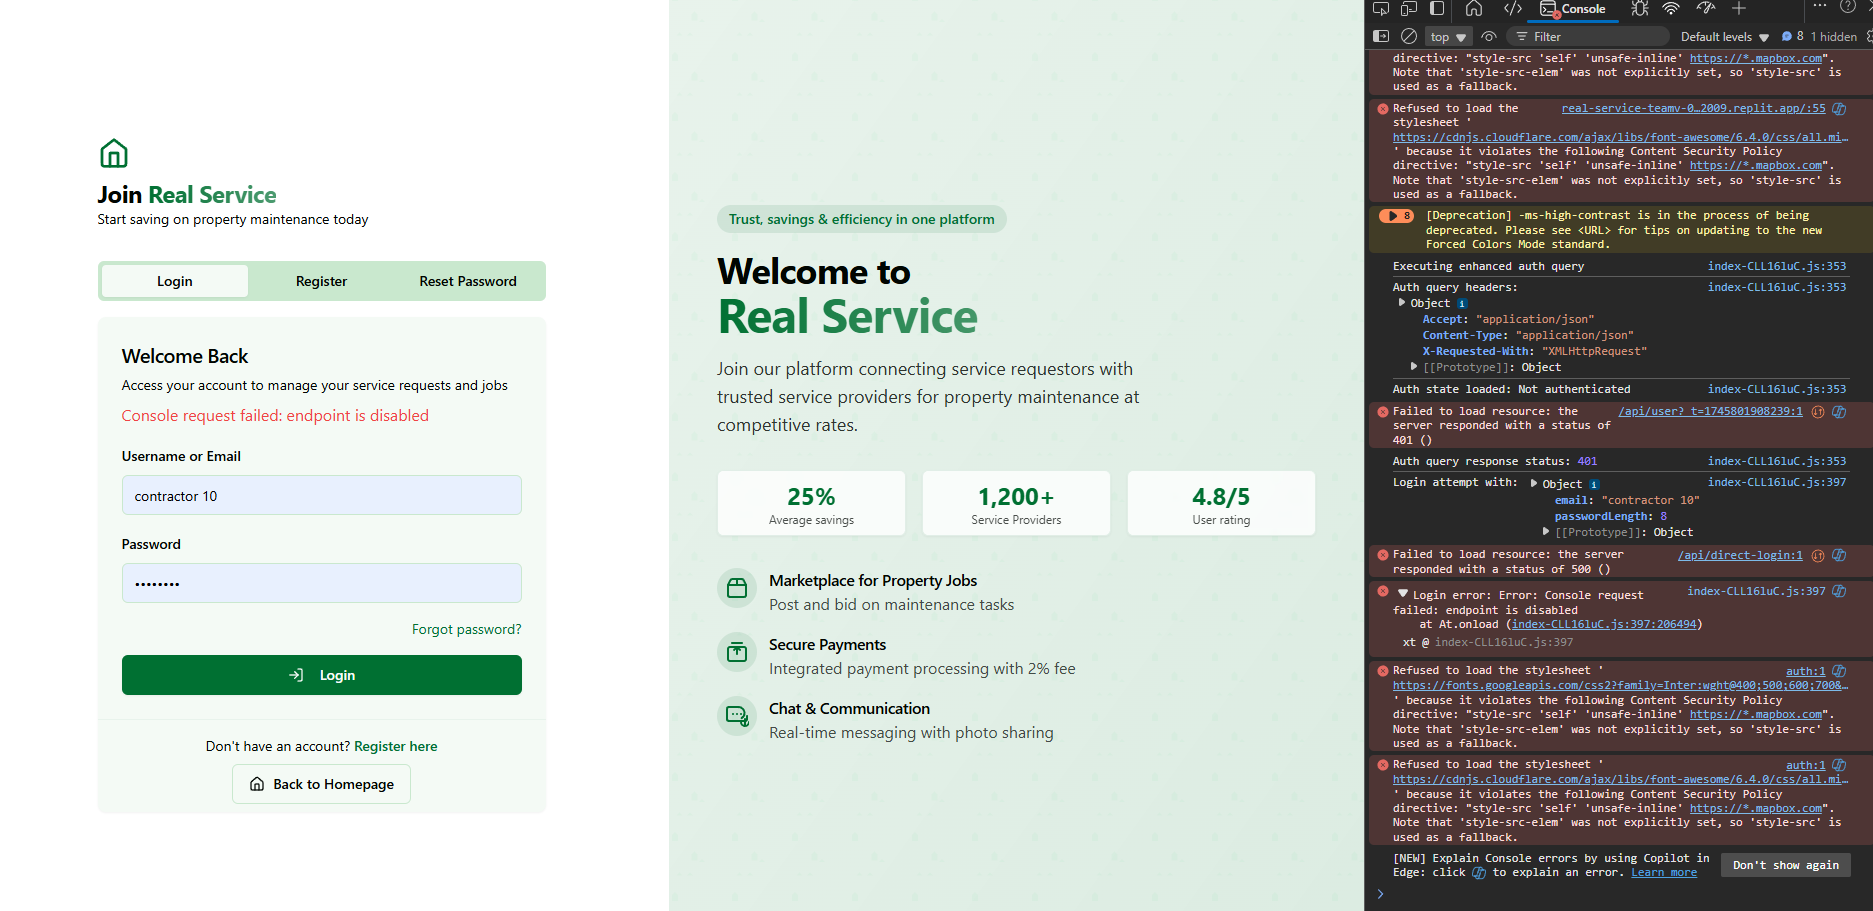 Join Real Service
Start saving on property maintenance today
Login
Register
Reset Password
Welcome Back
Access your account to manage your service requests and jobs
Console request failed: endpoint is disabled
Username or Email
contractor 10
Password
••••••••
Forgot password?
Login
Don't have an account? Register here
Back to Homepage
Trust, savings & efficiency in one platform
Welcome to
Real Service
Join our platform connecting service requestors with
trusted service providers for property maintenance at
competitive rates.
25%
Average savings
1,200+
Service Providers
4.8/5
User rating
Marketplace for Property Jobs
Post and bid on maintenance tasks
Secure Payments
Integrated payment processing with 2% fee
Chat & Communication
Real-time messaging with photo sharing
Console
top
Filter
Default levels
8
1 hidden
directive: "style-src 'self' 'unsafe-inline' https://*.mapbox.com".
Note that 'style-src-elem' was not explicitly set, so 'style-src' is
used as a fallback.
Refused to load the real-service-teamv-0…2009.replit.app/:55
stylesheet '
https://cdnjs.cloudflare.com/ajax/libs/font-awesome/6.4.0/css/all.mi…
' because it violates the following Content Security Policy
directive: "style-src 'self' 'unsafe-inline' https://*.mapbox.com".
Note that 'style-src-elem' was not explicitly set, so 'style-src' is
used as a fallback.
8 [Deprecation] -ms-high-contrast is in the process of being
deprecated. Please see <URL> for tips on updating to the new
Forced Colors Mode standard.
Executing enhanced auth query index-CLL16luC.js:353
Auth query headers: index-CLL16luC.js:353
Object i
Accept: "application/json"
Content-Type: "application/json"
X-Requested-With: "XMLHttpRequest"
[[Prototype]]: Object
Auth state loaded: Not authenticated index-CLL16luC.js:353
Failed to load resource: the /api/user?_t=1745801908239:1
server responded with a status of
401 ()
Auth query response status: 401 index-CLL16luC.js:353
Login attempt with: Object i index-CLL16luC.js:397
email: "contractor 10"
passwordLength: 8
[[Prototype]]: Object
Failed to load resource: the server /api/direct-login:1
responded with a status of 500 ()
Login error: Error: Console request index-CLL16luC.js:397
failed: endpoint is disabled
at At.onload (index-CLL16luC.js:397:206494)
xt @ index-CLL16luC.js:397
Refused to load the stylesheet ' auth:1
https://fonts.googleapis.com/css2?family=Inter:wght@400;500;600;700&…
' because it violates the following Content Security Policy
directive: "style-src 'self' 'unsafe-inline' https://*.mapbox.com".
Note that 'style-src-elem' was not explicitly set, so 'style-src' is
used as a fallback.
Refused to load the stylesheet ' auth:1
https://cdnjs.cloudflare.com/ajax/libs/font-awesome/6.4.0/css/all.mi…
' because it violates the following Content Security Policy
directive: "style-src 'self' 'unsafe-inline' https://*.mapbox.com".
Note that 'style-src-elem' was not explicitly set, so 'style-src' is
used as a fallback.
[NEW] Explain Console errors by using Copilot in
Edge: click to explain an error. Learn more
Don't show again